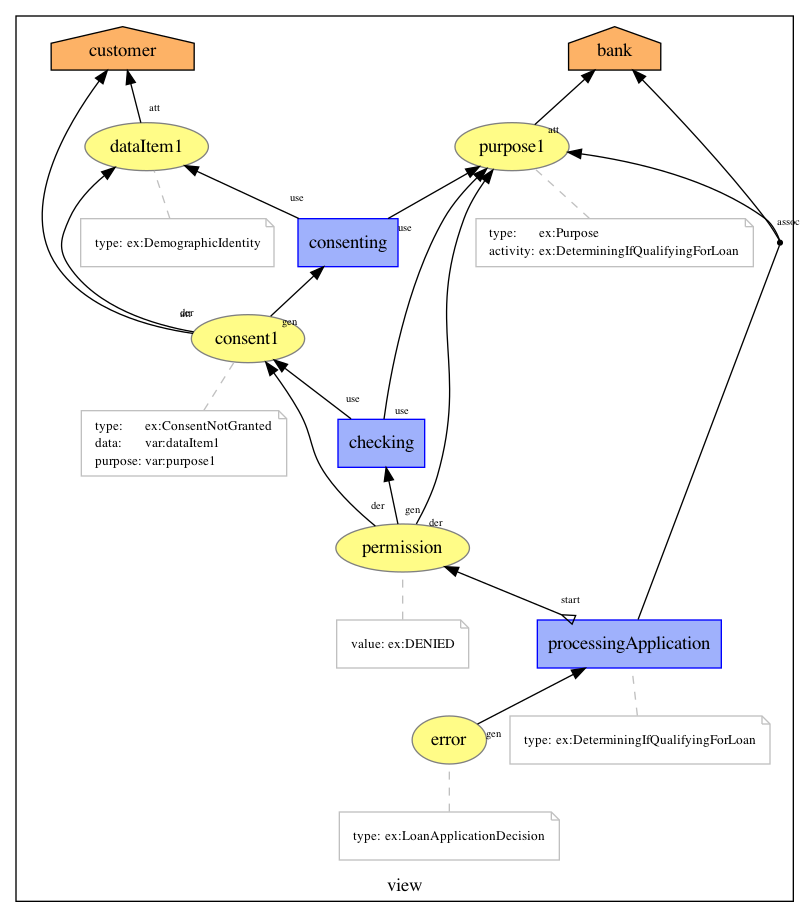 customer
bank
att
att
dataItem1
purpose1
use
use
assoc
type: ex:DemographicIdentity
consenting
type: ex:Purpose
activity: ex:DeterminingIfQualifyingForLoan
der
att
gen
consent1
use
use
type: ex:ConsentNotGranted
data: var:dataItem1
purpose: var:purpose1
checking
der
gen
der
permission
start
value: ex:DENIED
processingApplication
error
gen
type: ex:DeterminingIfQualifyingForLoan
type: ex:LoanApplicationDecision
view